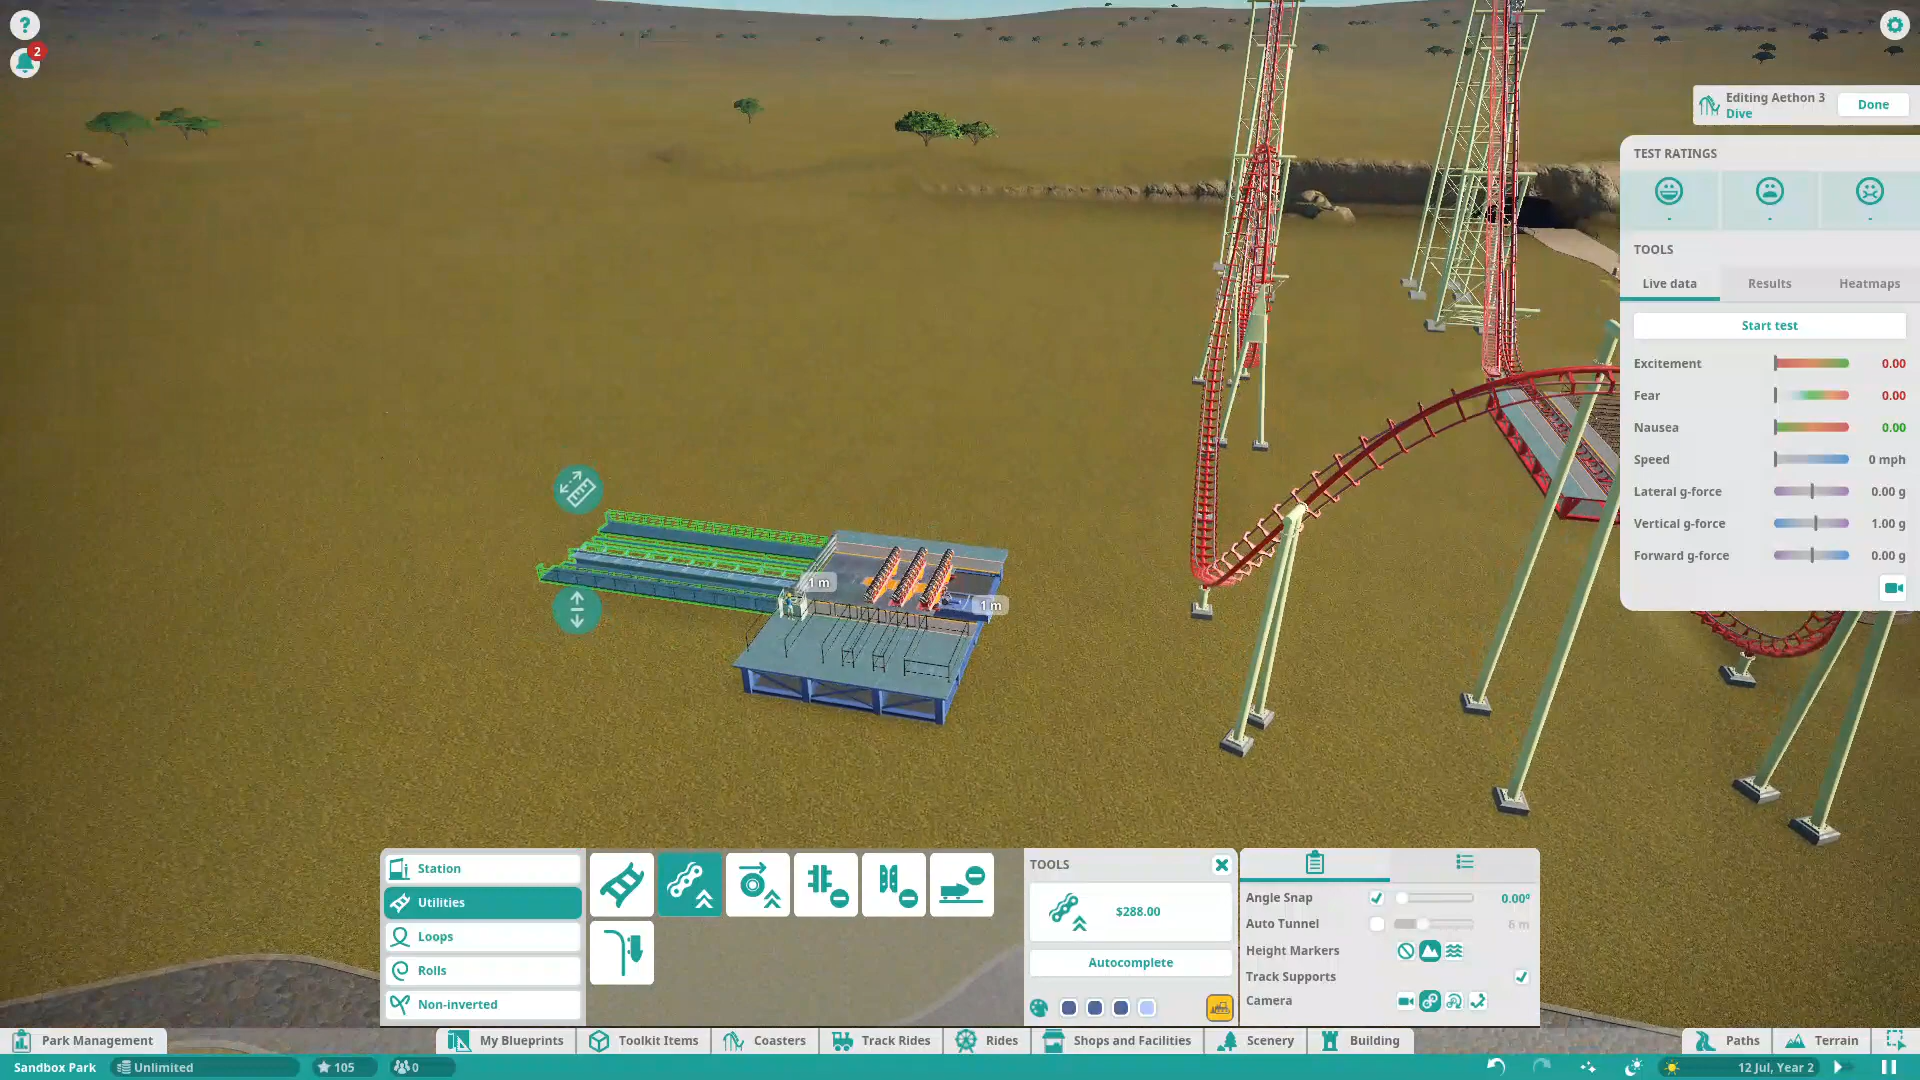 ?
2
Editing Aethon 3
Dive
Done
TEST RATINGS
-
-
-
TOOLS
Live data
Results
Heatmaps
Start test
Excitement
0.00
Fear
0.00
Nausea
0.00
Speed
0 mph
Lateral g-force
0.00 g
Vertical g-force
1.00 g
Forward g-force
0.00 g
1 m
1 m
Station
Utilities
Loops
Rolls
Non-inverted
TOOLS
$288.00
Autocomplete
Angle Snap
0.00º
Auto Tunnel
6 m
Height Markers
Track Supports
Camera
Park Management
My Blueprints
Toolkit Items
Coasters
Track Rides
Rides
Shops and Facilities
Scenery
Building
Paths
Terrain
Sandbox Park
Unlimited
105
0
12 Jul, Year 2